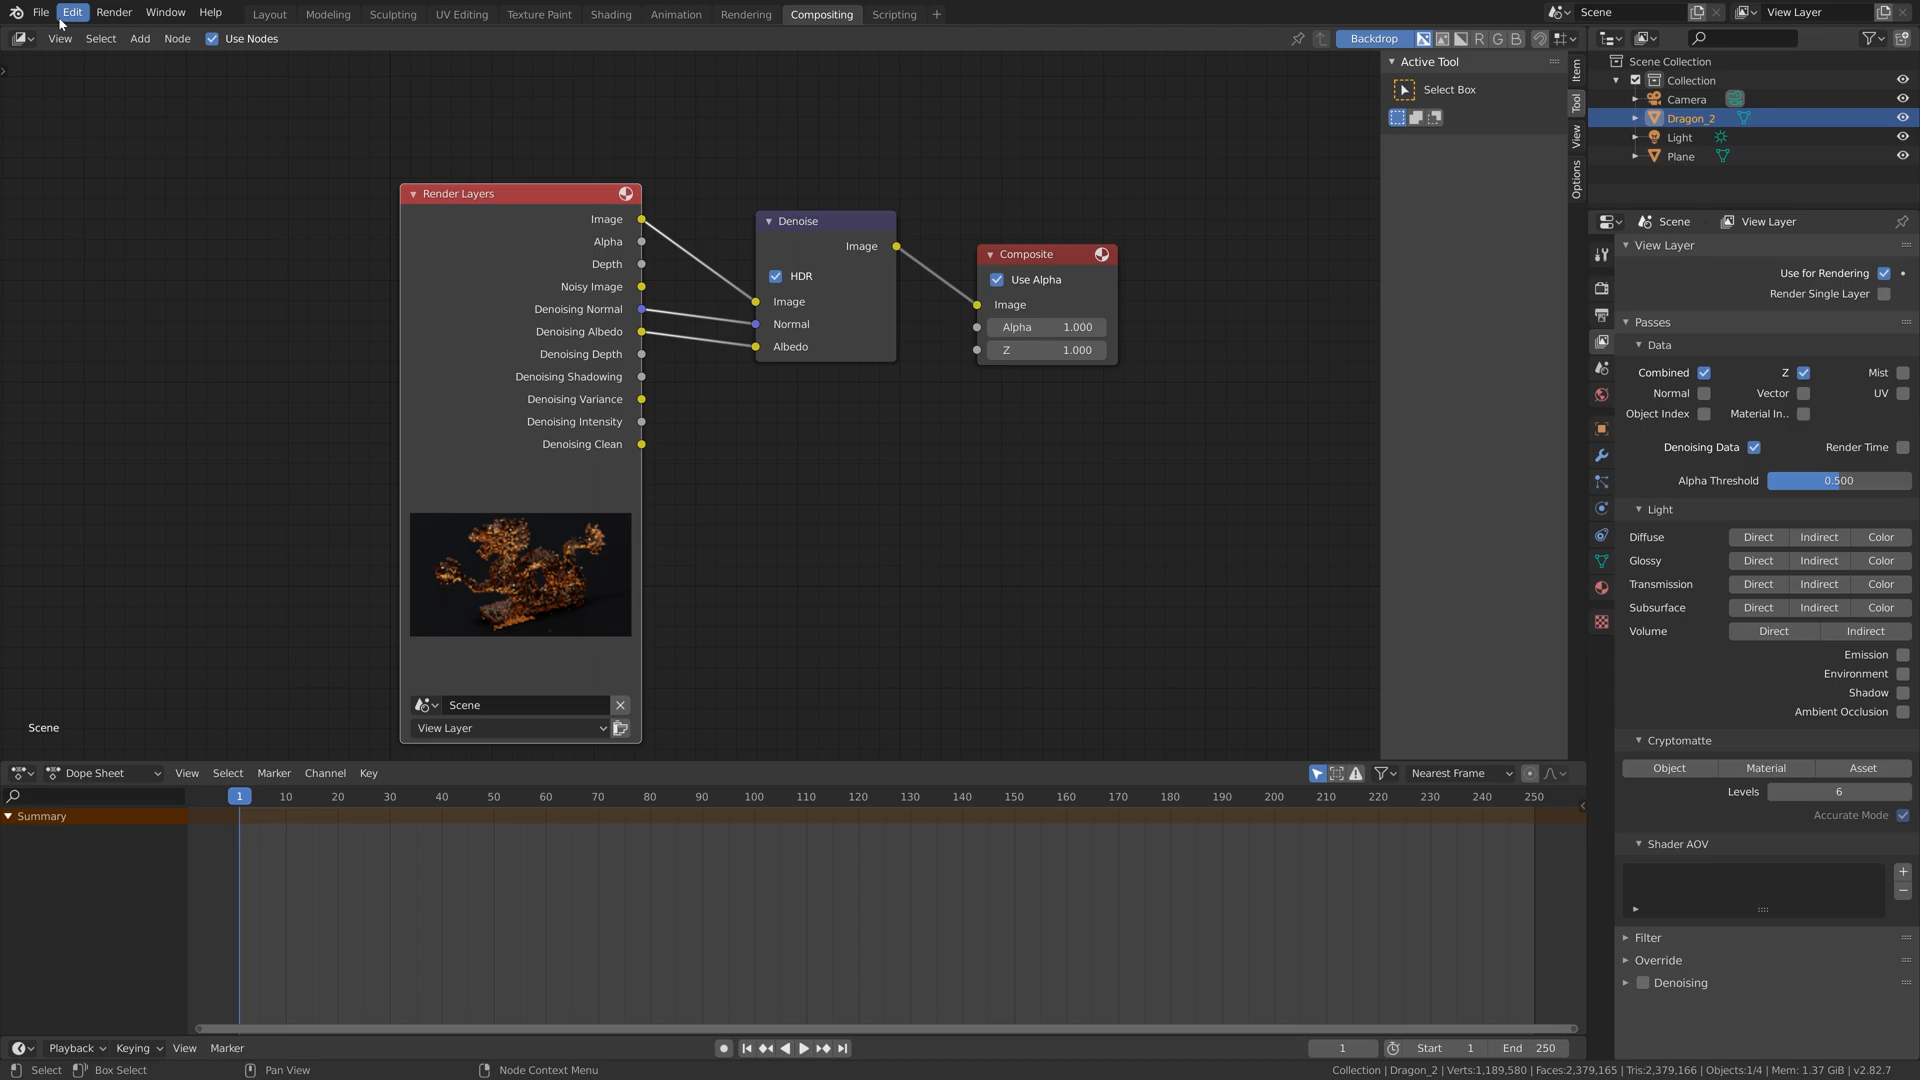 File Edit Render Window Help Layout Modeling Sculpting UV Editing Texture Paint Shading Animation Rendering Compositing Scripting + Scene View Layer
View Select Add Node Use Nodes Backdrop R G B
Active Tool
Select Box
Item
Tool
View
Options
Scene Collection
Collection
Camera
Dragon_2
Light
Plane
Render Layers
Image
Alpha
Depth
Noisy Image
Denoising Normal
Denoising Albedo
Denoising Depth
Denoising Shadowing
Denoising Variance
Denoising Intensity
Denoising Clean
Scene
View Layer
Denoise
Image
HDR
Image
Normal
Albedo
Composite
Use Alpha
Image
Alpha 1.000
Z 1.000
Scene
Scene View Layer
View Layer
Use for Rendering
Render Single Layer
Passes
Data
Combined Z Mist
Normal Vector UV
Object Index Material In..
Denoising Data Render Time
Alpha Threshold 0.500
Light
Diffuse Direct Indirect Color
Glossy Direct Indirect Color
Transmission Direct Indirect Color
Subsurface Direct Indirect Color
Volume Direct Indirect
Emission
Environment
Shadow
Ambient Occlusion
Cryptomatte
Object Material Asset
Levels 6
Accurate Mode
Shader AOV
Filter
Override
Denoising
Dope Sheet View Select Marker Channel Key Nearest Frame
1 10 20 30 40 50 60 70 80 90 100 110 120 130 140 150 160 170 180 190 200 210 220 230 240 250
Summary
Playback Keying View Marker 1 Start 1 End 250
Select Box Select Pan View Node Context Menu Collection | Dragon_2 | Verts:1,189,580 | Faces:2,379,165 | Tris:2,379,166 | Objects:1/4 | Mem: 1.37 GiB | v2.82.7